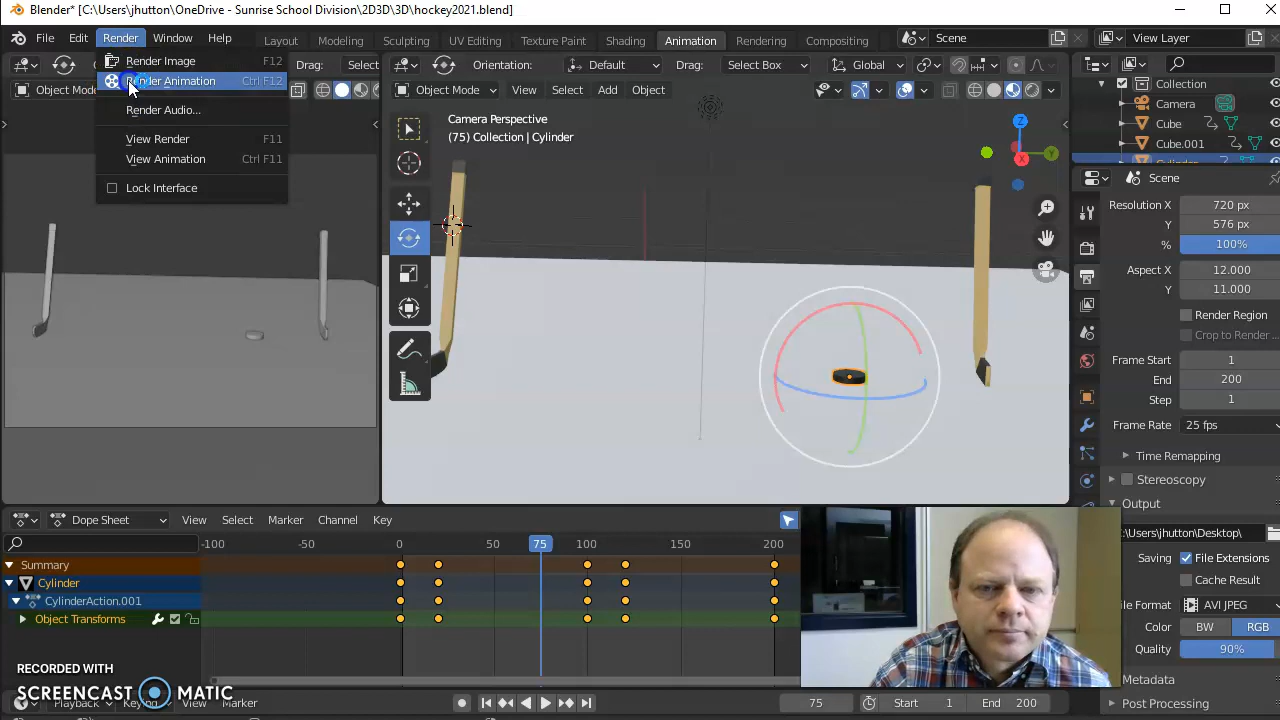 Blender* [C:\Users\jhutton\OneDrive - Sunrise School Division\2D3D\3D\hockey2021.blend]
File Edit Render Window Help Layout Modeling Sculpting UV Editing Texture Paint Shading Animation Rendering Compositing Scene View Layer
Render Image F12
Render Animation Ctrl F12
Render Audio...
View Render F11
View Animation Ctrl F11
Lock Interface
Drag: Select
Object Mode
Orientation: Default Drag: Select Box Global
Object Mode View Select Add Object
Camera Perspective
(75) Collection | Cylinder
Z
Y
X
Collection
Camera
Cube
Cube.001
Cylinder
Scene
Resolution X 720 px
Y 576 px
% 100%
Aspect X 12.000
Y 11.000
Render Region
Crop to Render ...
Frame Start 1
End 200
Step 1
Frame Rate 25 fps
Time Remapping
Stereoscopy
Output
:\Users\jhutton\Desktop\
Saving File Extensions
Cache Result
File Format AVI JPEG
Color BW RGB
Quality 90%
Metadata
Post Processing
Dope Sheet View Select Marker Channel Key
-100 -50 0 50 75 100 150 200
Summary
Cylinder
CylinderAction.001
Object Transforms
RECORDED WITH
SCREENCAST MATIC
Playback Keying View Marker 75 Start 1 End 200